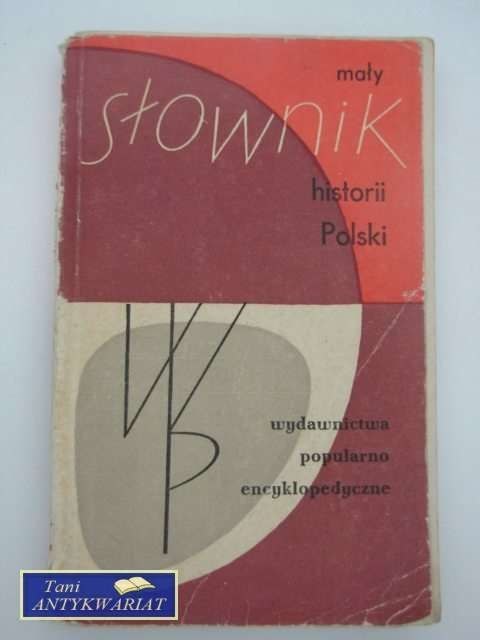 mały
słownik
historii
Polski
WP
wydawnictwa
popularno
encyklopedyczne
Tani
ANTYKWARIAT